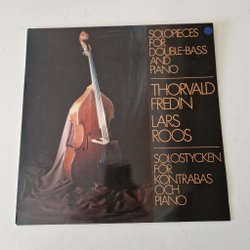 SOLOPIECES
FOR
DOUBLE-BASS
AND
PIANO
THORVALD
FREDIN
LARS
ROOS
SOLOSTYCKEN
FÖR
KONTRABAS
OCH
PIANO